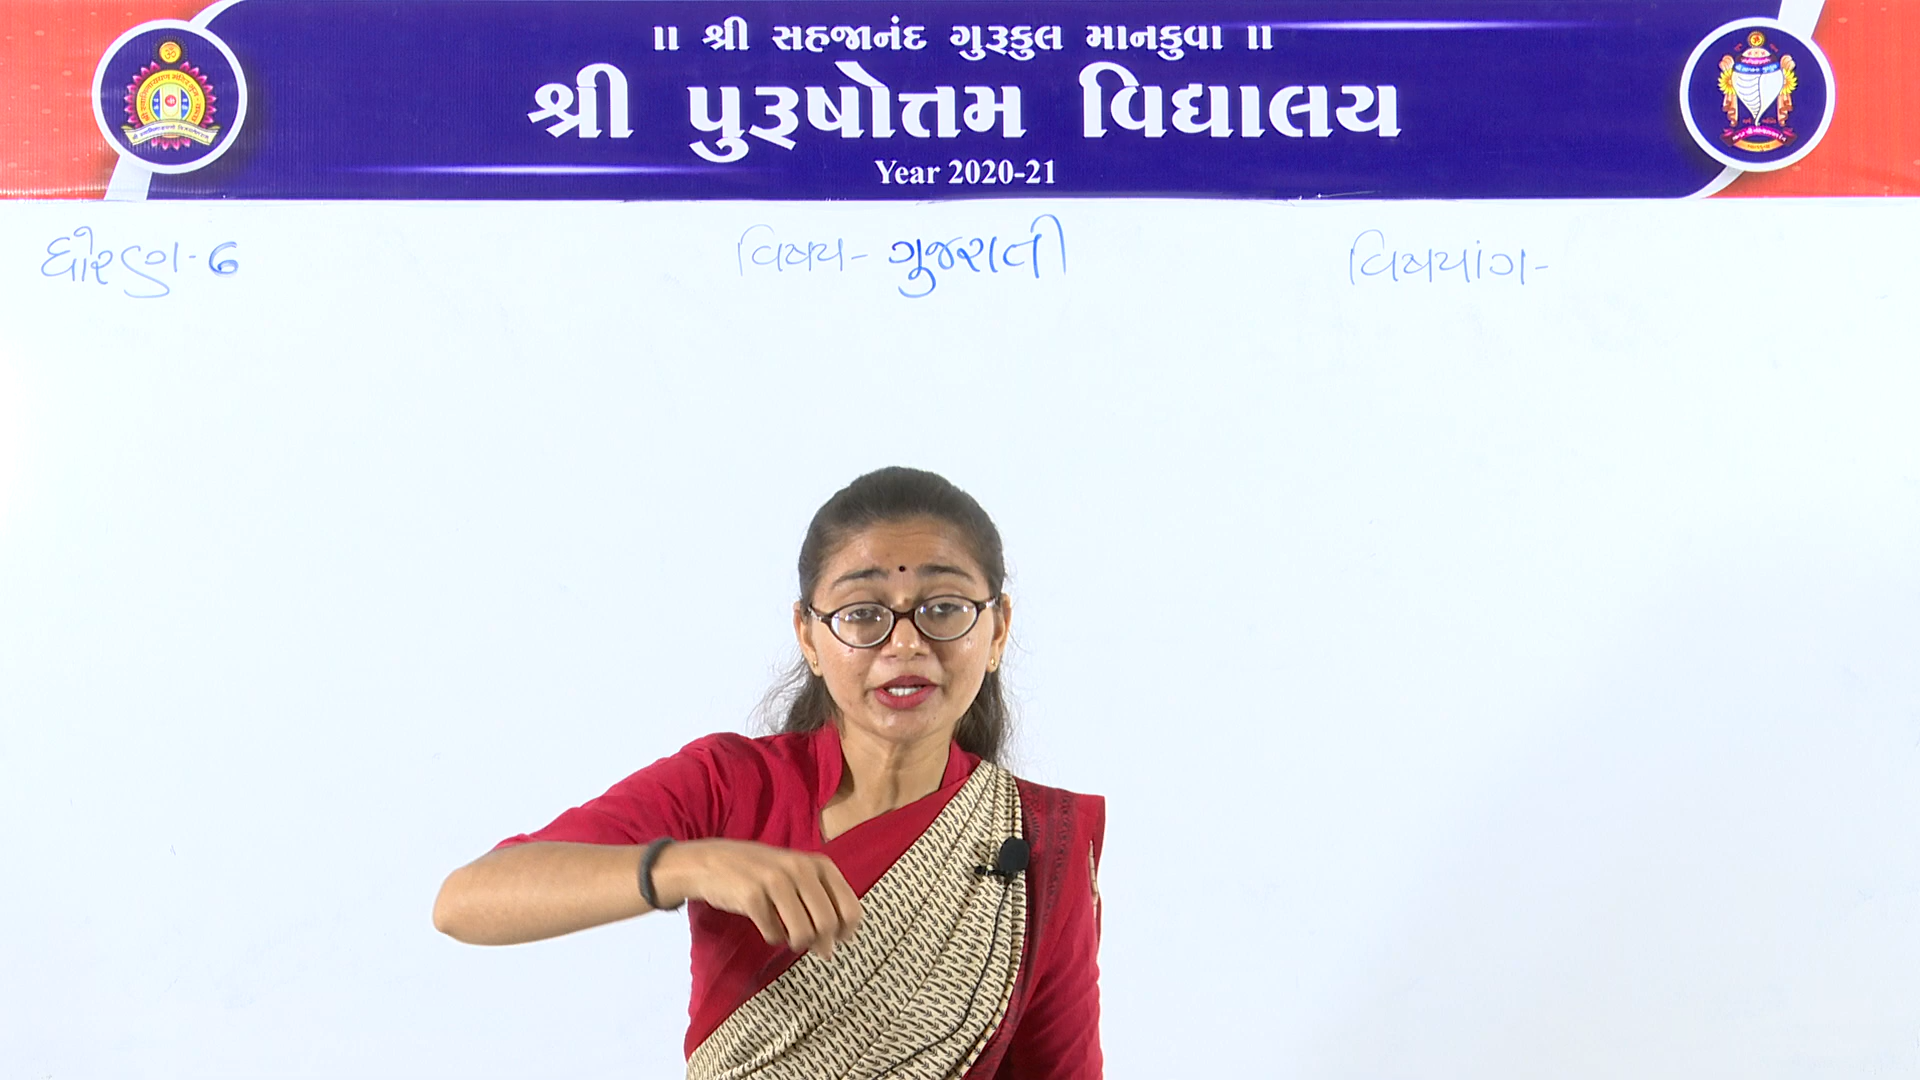 ॥ શ્રી સહજાનંદ ગુરૂકુલ માનકુવા ॥
શ્રી પુરૂષોત્તમ વિદ્યાલય
Year 2020-21
ધોરણ-6 વિષય- ગુજરાતી વિષયાંગ-